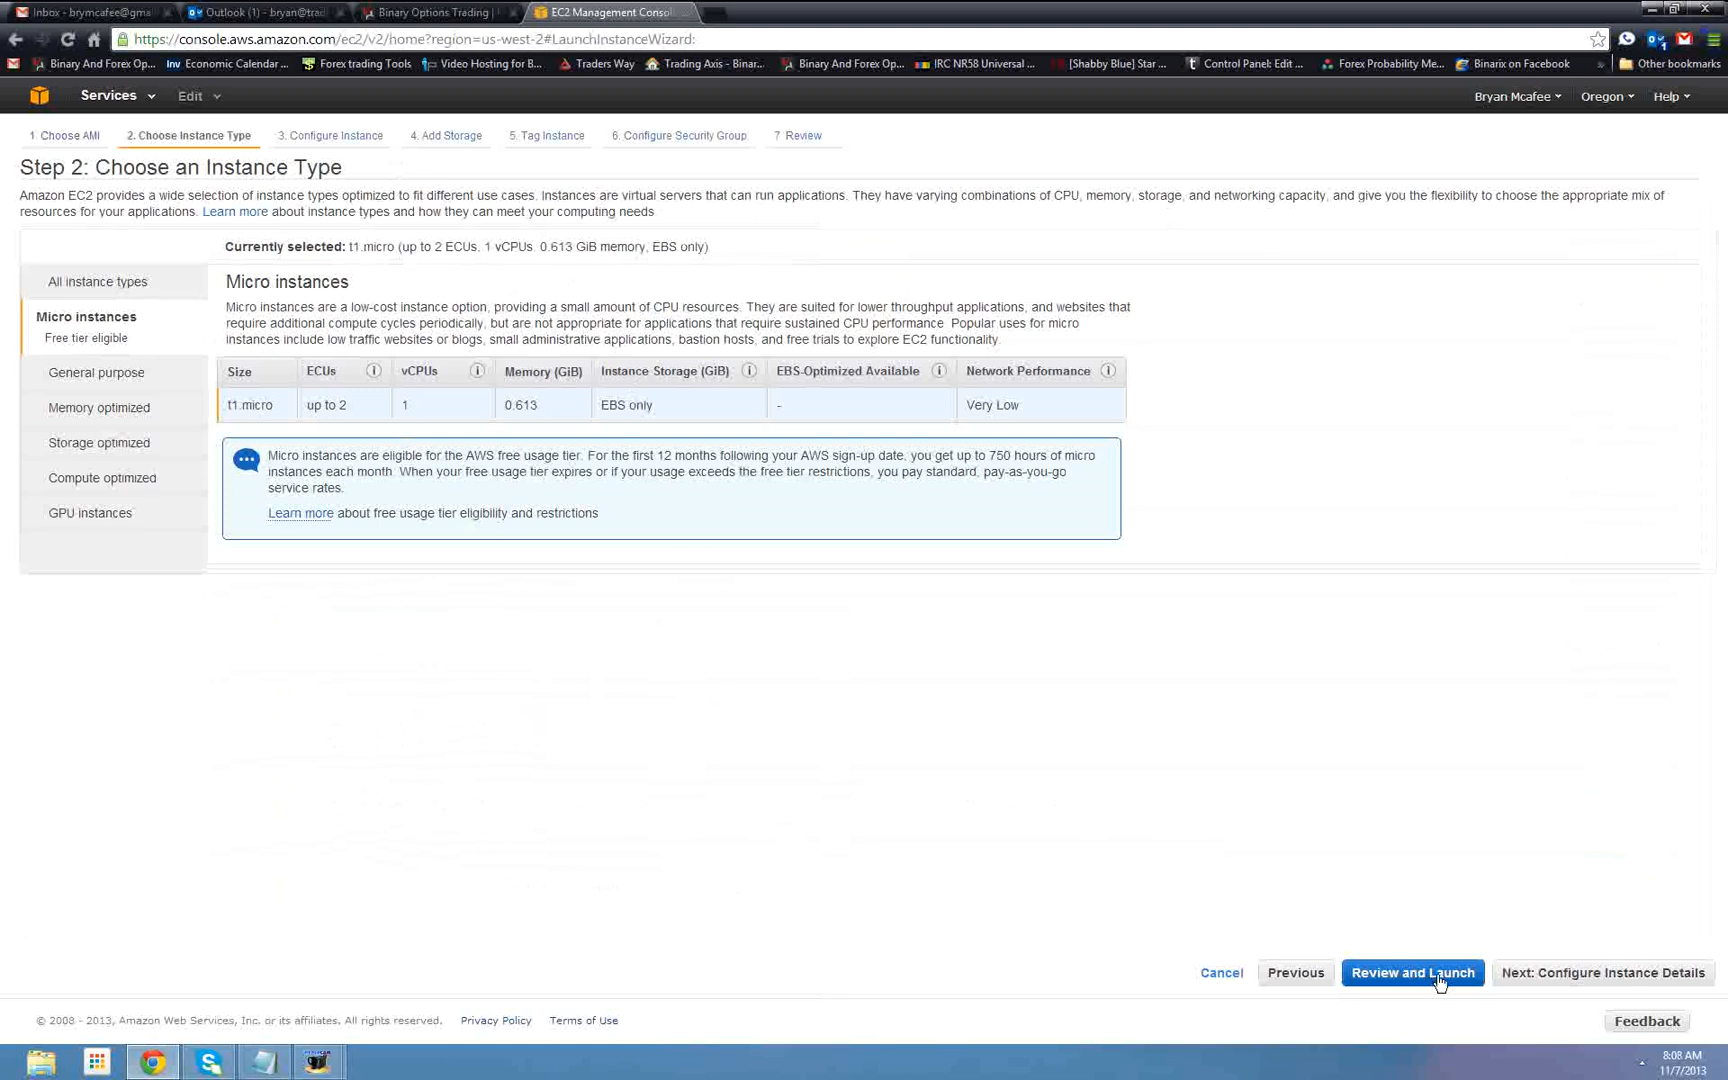 Inbox - brymcafee@gma
Outlook (1) - bryan@trad
Binary Options Trading |
EC2 Management Consol
https://console.aws.amazon.com/ec2/v2/home?region=us-west-2#LaunchInstanceWizard:
Binary And Forex Op...
Inv Economic Calendar ...
Forex trading Tools
Video Hosting for B...
Traders Way
Trading Axis - Binar...
Binary And Forex Op...
IRC NR58 Universal ...
[Shabby Blue] Star ...
t Control Panel: Edit ...
Forex Probability Me...
Binarix on Facebook
»
Other bookmarks
Services
Edit
Bryan Mcafee
Oregon
Help
1 Choose AMI
2. Choose Instance Type
3. Configure Instance
4. Add Storage
5. Tag Instance
6. Configure Security Group
7 Review
Step 2: Choose an Instance Type
Amazon EC2 provides a wide selection of instance types optimized to fit different use cases. Instances are virtual servers that can run applications. They have varying combinations of CPU, memory, storage, and networking capacity, and give you the flexibility to choose the appropriate mix of
resources for your applications. Learn more about instance types and how they can meet your computing needs
Currently selected: t1.micro (up to 2 ECUs, 1 vCPUs, 0.613 GiB memory, EBS only)
All instance types
Micro instances
Free tier eligible
General purpose
Memory optimized
Storage optimized
Compute optimized
GPU instances
Micro instances
Micro instances are a low-cost instance option, providing a small amount of CPU resources. They are suited for lower throughput applications, and websites that
require additional compute cycles periodically, but are not appropriate for applications that require sustained CPU performance Popular uses for micro
instances include low traffic websites or blogs, small administrative applications, bastion hosts, and free trials to explore EC2 functionality.
Size ECUs i vCPUs i Memory (GiB) Instance Storage (GiB) i EBS-Optimized Available i Network Performance i
t1.micro up to 2 1 0.613 EBS only - Very Low
Micro instances are eligible for the AWS free usage tier. For the first 12 months following your AWS sign-up date, you get up to 750 hours of micro
instances each month. When your free usage tier expires or if your usage exceeds the free tier restrictions, you pay standard, pay-as-you-go
service rates.
Learn more about free usage tier eligibility and restrictions
Cancel
Previous
Review and Launch
Next: Configure Instance Details
© 2008 - 2013, Amazon Web Services, Inc. or its affiliates. All rights reserved.
Privacy Policy
Terms of Use
Feedback
8:08 AM
11/7/2013